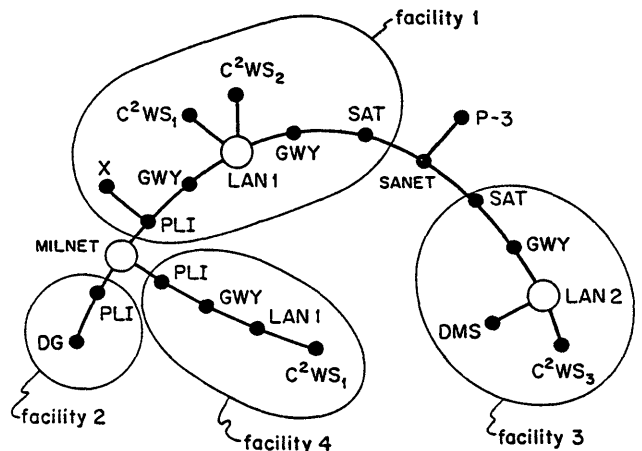 facility 1
C²WS₂
C²WS₁
SAT
P-3
X
GWY
LAN 1
GWY
SANET
SAT
PLI
MILNET
PLI
GWY
PLI
GWY
LAN 1
LAN 2
DMS
DG
C²WS₁
C²WS₃
facility 2
facility 4
facility 3